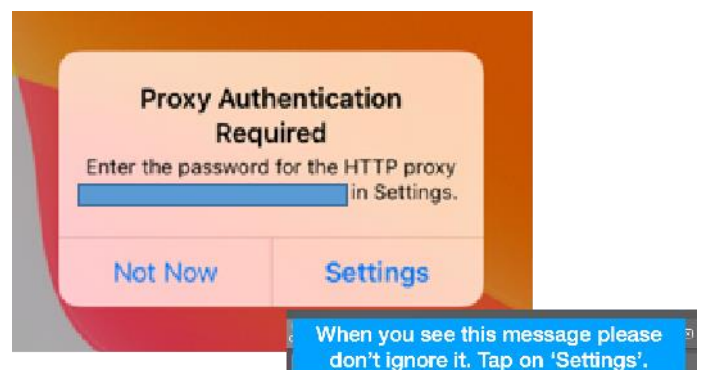 Proxy Authentication
Required
Enter the password for the HTTP proxy
in Settings.
Not Now
Settings
When you see this message please
don't ignore it. Tap on 'Settings'.